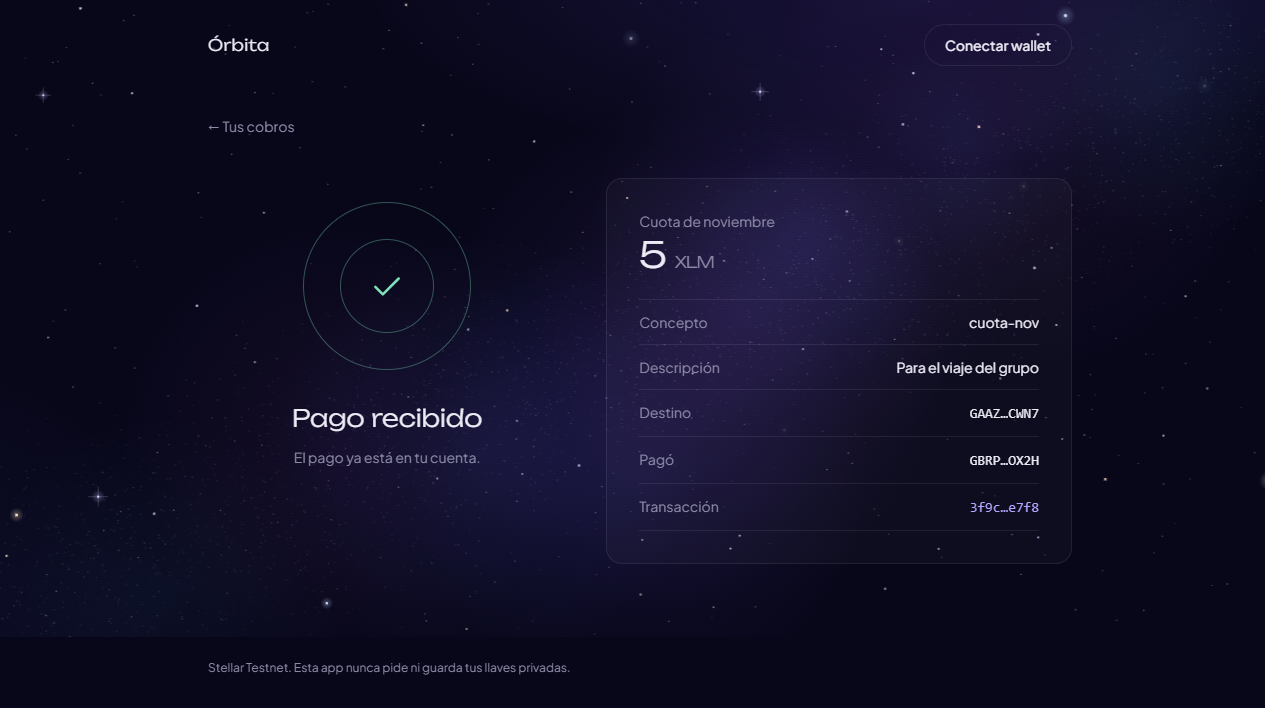 Órbita
Conectar wallet
← Tus cobros
Pago recibido
El pago ya está en tu cuenta.
Cuota de noviembre
5 XLM
Concepto cuota-nov
Descripción Para el viaje del grupo
Destino GAAZ…CWN7
Pagó GBRP…OX2H
Transacción 3f9c…e7f8
Stellar Testnet. Esta app nunca pide ni guarda tus llaves privadas.